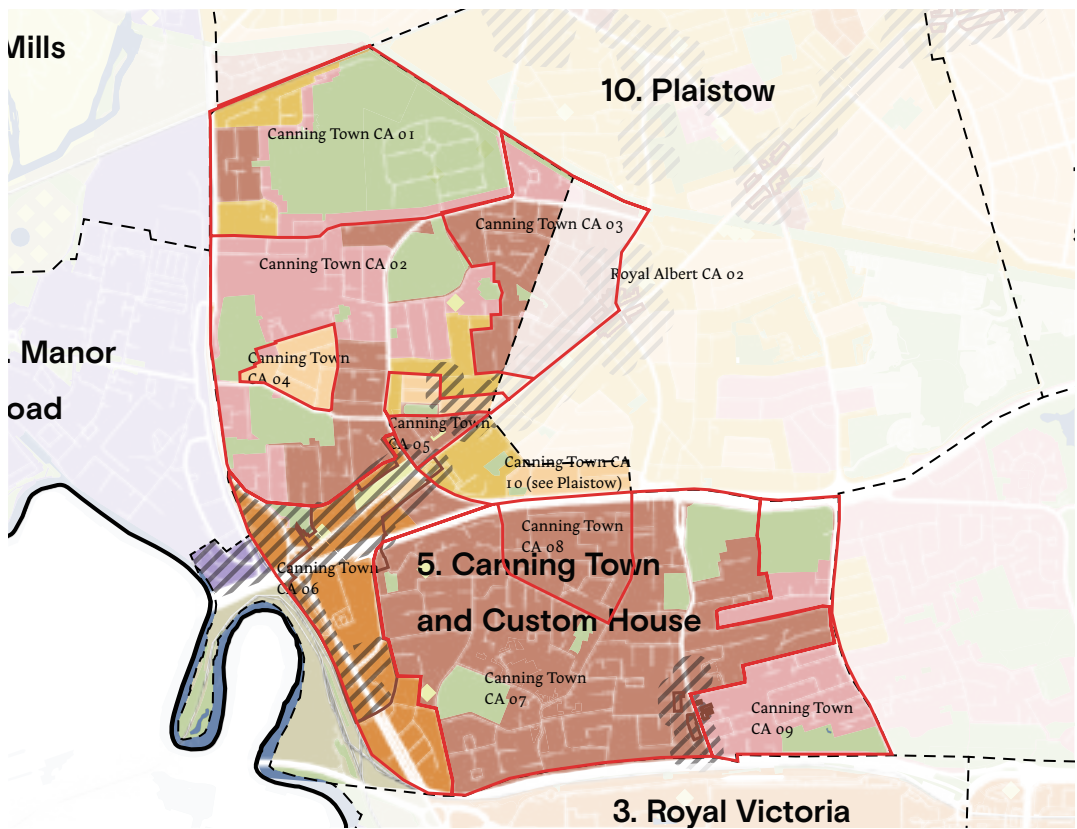 Mills
10. Plaistow
Canning Town CA 01
Canning Town CA 03
Canning Town CA 02
Royal Albert CA 02
. Manor
oad
Canning Town
CA 04
Canning Town
CA 05
Canning Town CA
10 (see Plaistow)
Canning Town
CA 08
5. Canning Town
and Custom House
Canning Town
CA 06
Canning Town
CA 07
Canning Town
CA 09
3. Royal Victoria